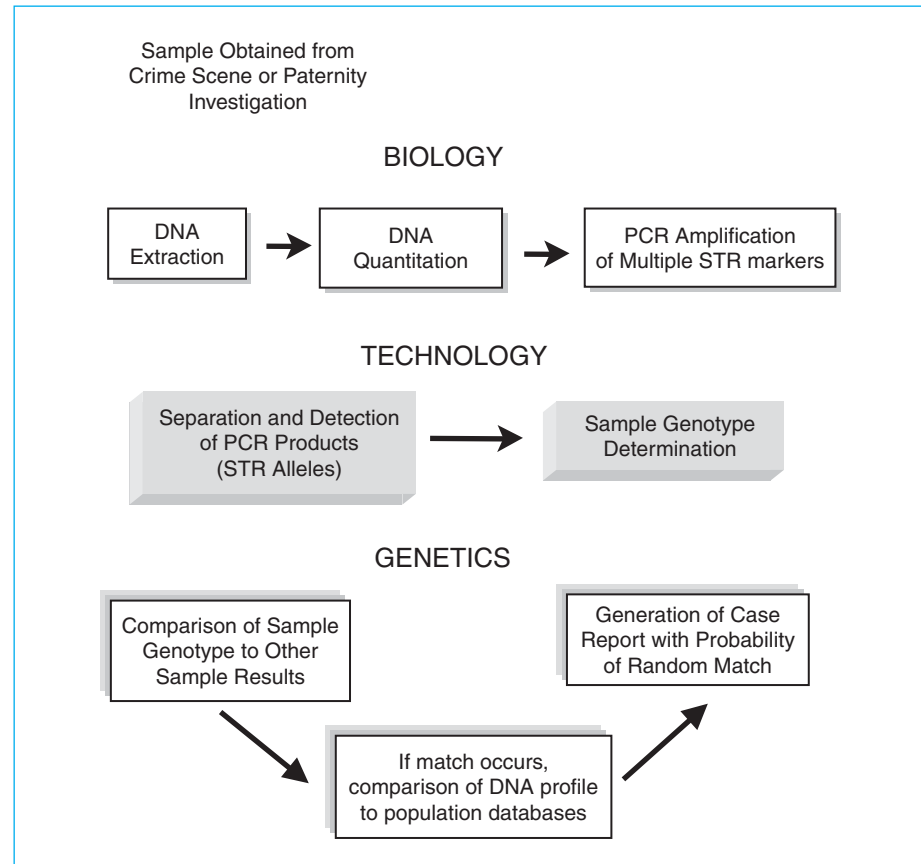 Sample Obtained from
Crime Scene or Paternity
Investigation
BIOLOGY
DNA
Extraction
DNA
Quantitation
PCR Amplification
of Multiple STR markers
TECHNOLOGY
Separation and Detection
of PCR Products
(STR Alleles)
Sample Genotype
Determination
GENETICS
Comparison of Sample
Genotype to Other
Sample Results
If match occurs,
comparison of DNA profile
to population databases
Generation of Case
Report with Probability
of Random Match